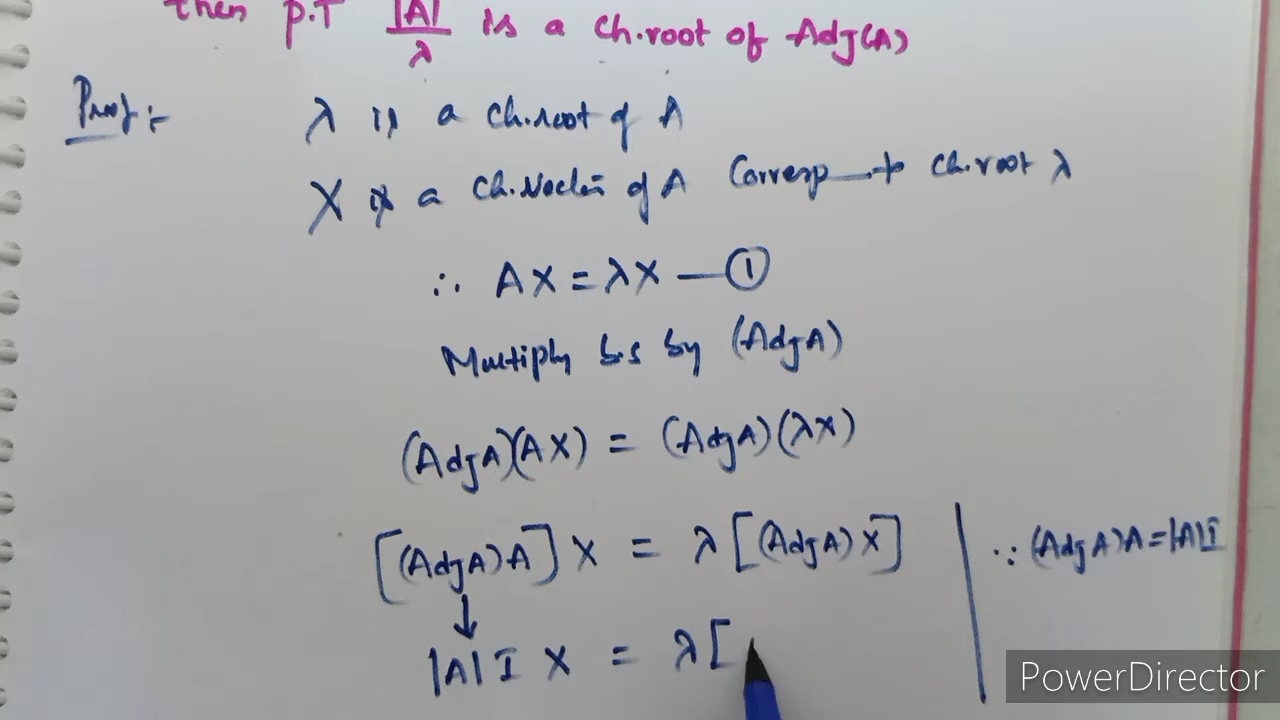 then p.T |A|/λ is a ch.root of Adj(A)
Proof :-
λ is a ch.root of A
X is a ch.vector of A corresp to ch.root λ
∴ AX = λX — ①
Multiply b.s by (AdjA)
(AdjA)(AX) = (AdjA)(λX)
[(AdjA)A]X = λ[(AdjA)X]
∵ (AdjA)A = |A|I
↓
|A| I X = λ[
PowerDirector